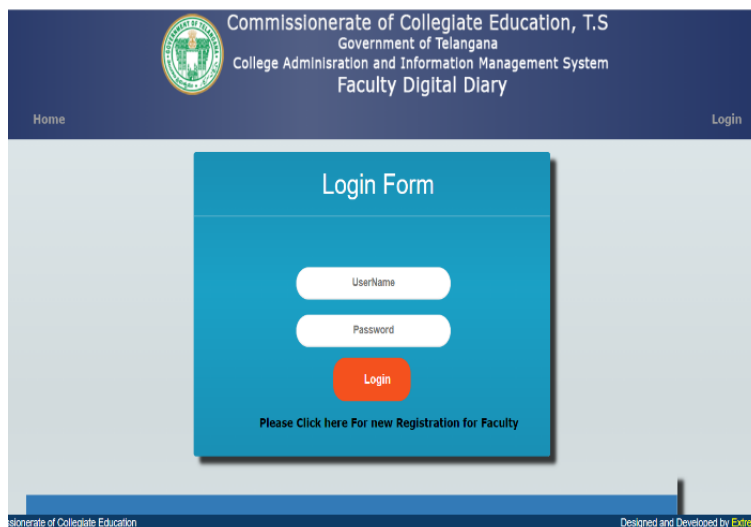 Commissionerate of Collegiate Education, T.S
Government of Telangana
College Adminisration and Information Management System
Faculty Digital Diary
Home
Login
Login Form
UserName
Password
Login
Please Click here For new Registration for Faculty
of Collegiate Education
Designed and Developed by